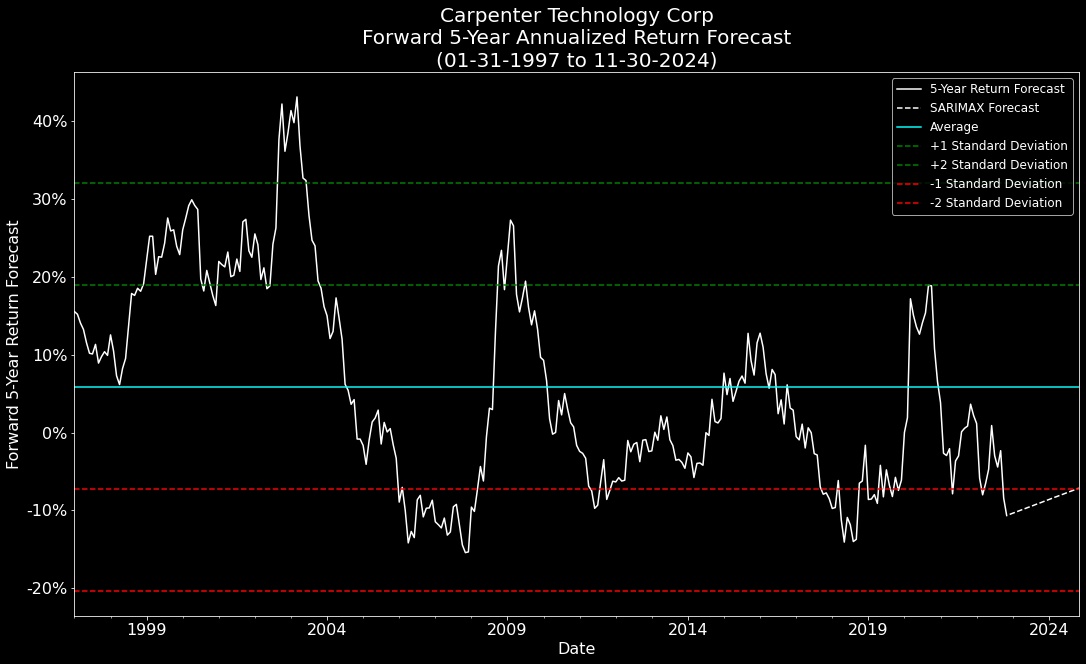 Carpenter Technology Corp
Forward 5-Year Annualized Return Forecast
(01-31-1997 to 11-30-2024)
5-Year Return Forecast
SARIMAX Forecast
Average
+1 Standard Deviation
+2 Standard Deviation
-1 Standard Deviation
-2 Standard Deviation
Forward 5-Year Return Forecast
40%
30%
20%
10%
0%
-10%
-20%
1999 2004 2009 2014 2019 2024
Date